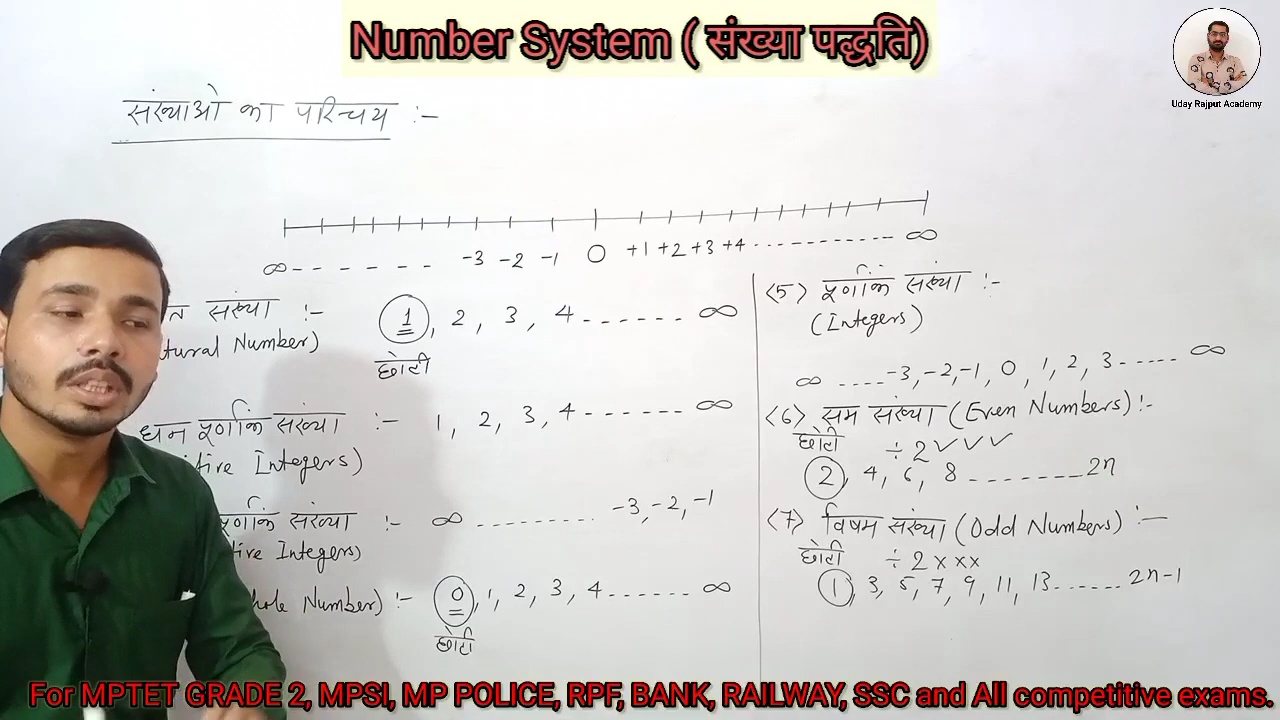 Number System ( संख्या पद्धति)
Uday Rajput Academy
संख्याओ का परिचय :-
∞ - - - - - - -3 -2 -1 0 +1 +2 +3 +4 - - - - - - - - - - - ∞
संख्या :-
1, 2, 3, 4 - - - - - - ∞
Number)
छोटी
धन पूर्णांक संख्या :- 1, 2, 3, 4 - - - - - - ∞
Integers)
पूर्णांक संख्या :- ∞ - - - - - - - - - -3, -2, -1
Integers)
Number) :- 0, 1, 2, 3, 4 - - - - - - ∞
छोटी
<5> पूर्णांक संख्या :-
(Integers)
∞ - - - - -3, -2, -1, 0, 1, 2, 3 - - - - - ∞
<6> सम संख्या (Even Numbers) :-
छोटी ÷ 2 ✓ ✓ ✓
2, 4, 6, 8 - - - - - - - - 2n
<7> विषम संख्या (Odd Numbers) :-
छोटी ÷ 2 × × ×
1, 3, 5, 7, 9, 11, 13 - - - - - - 2n-1
For MPTET GRADE 2, MPSI, MP POLICE, RPF, BANK, RAILWAY, SSC and All competitive exams.